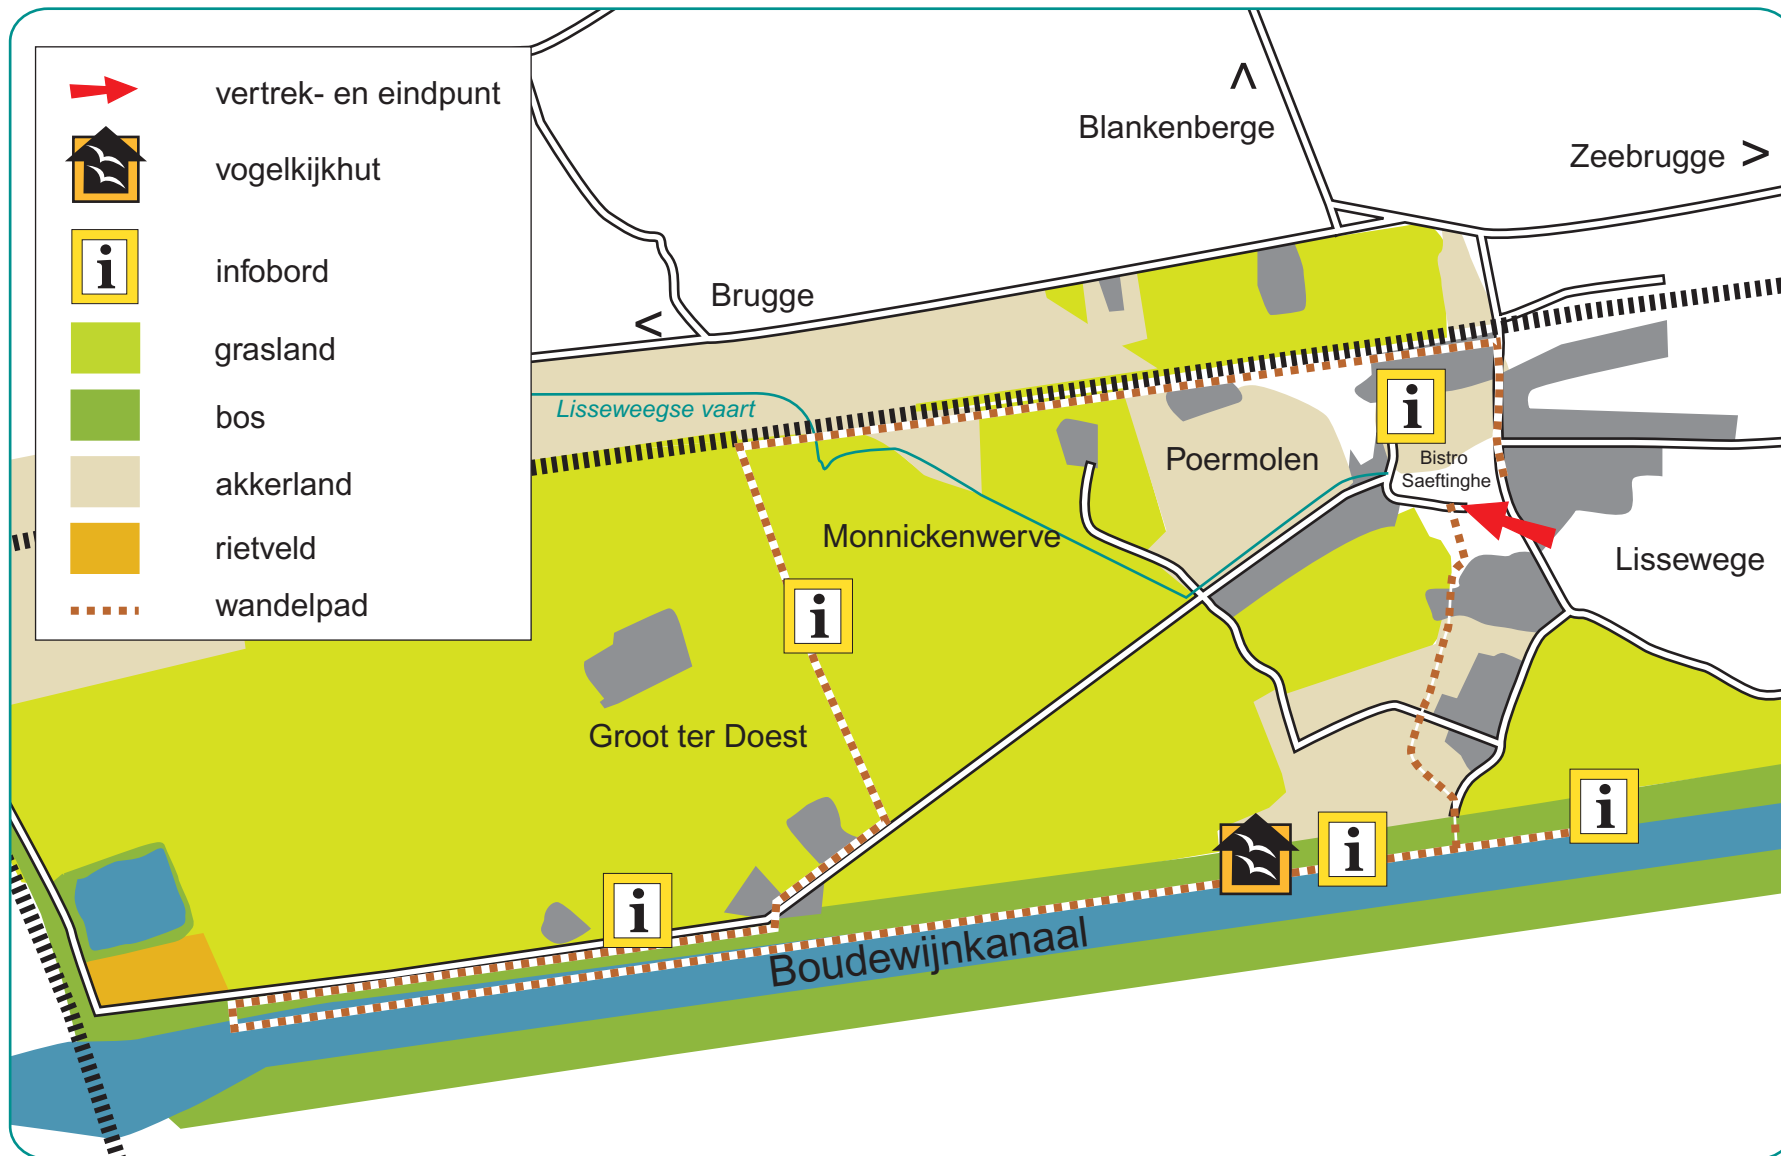 vertrek- en eindpunt
vogelkijkhut
i infobord
grasland
bos
akkerland
rietveld
wandelpad
Blankenberge
Zeebrugge >
Brugge
<
Lisseweegse vaart
i
Poermolen
Bistro
Saeftinghe
Monnickenwerve
Lissewege
i
Groot ter Doest
i
i
i
Boudewijnkanaal